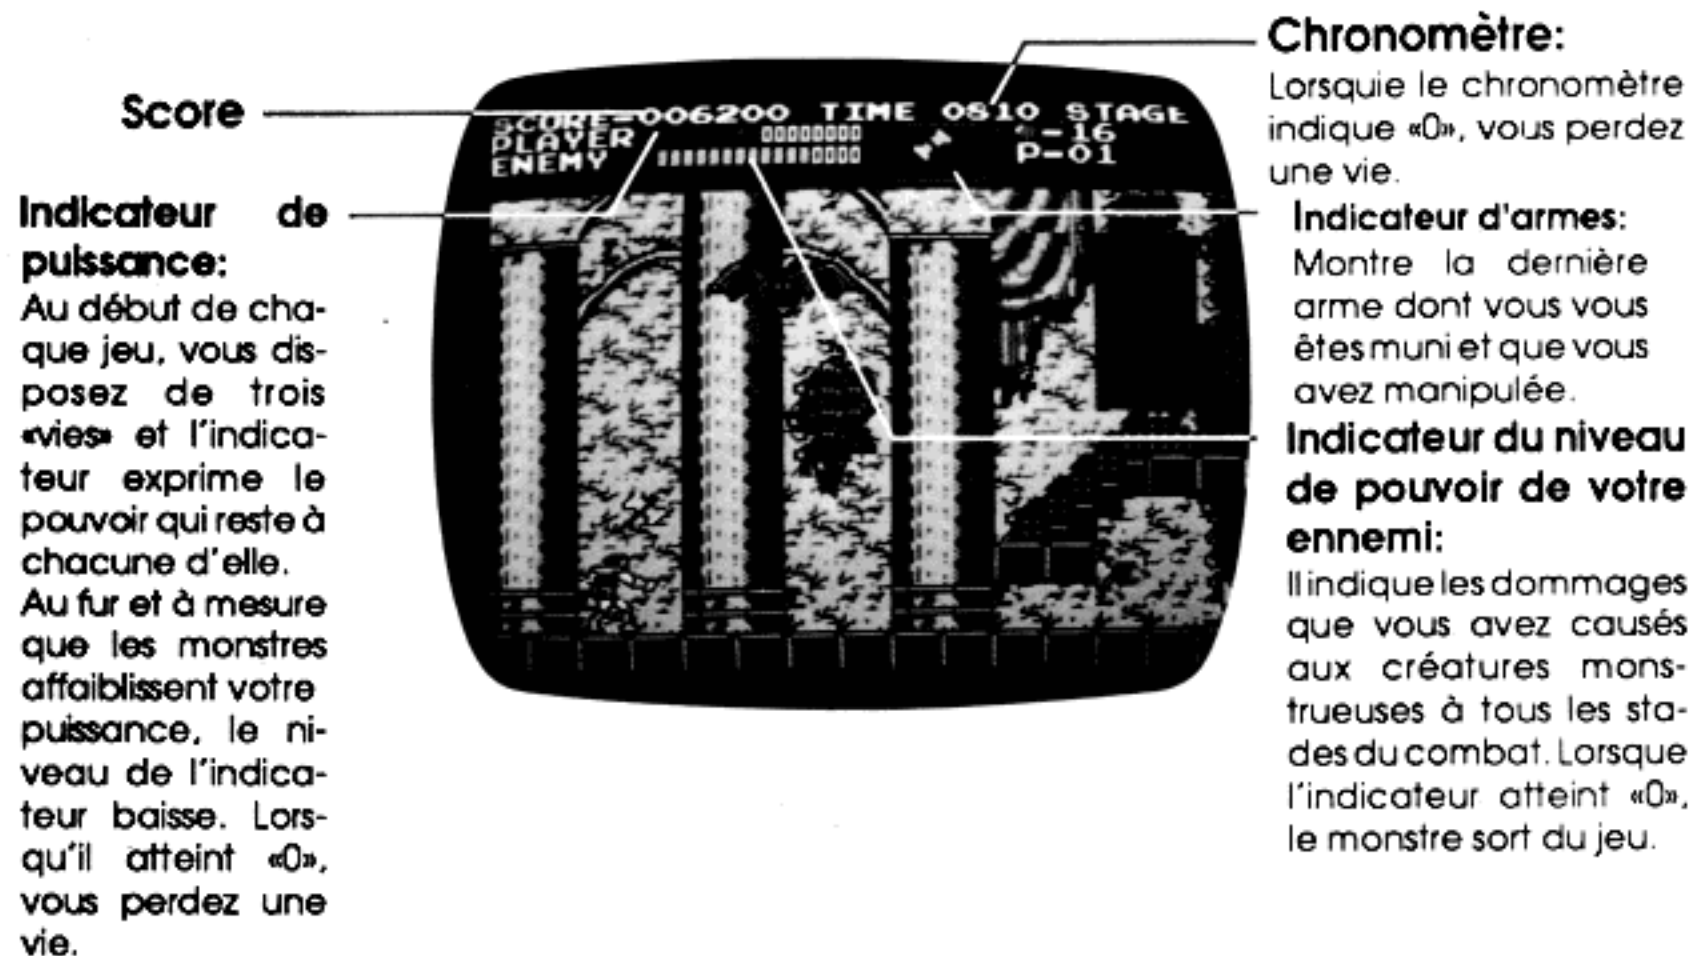 Score
Indicateur de
puissance:
Au début de cha-
que jeu, vous dis-
posez de trois
«vies» et l'indica-
teur exprime le
pouvoir qui reste à
chacune d'elle.
Au fur et à mesure
que les monstres
affaiblissent votre
puissance, le ni-
veau de l'indica-
teur baisse. Lors-
qu'il atteint «0»,
vous perdez une
vie.
SCORE-006200 TIME 0810 STAGE
PLAYER -16
ENEMY P-01
Chronomètre:
Lorsquie le chronomètre
indique «0», vous perdez
une vie.
Indicateur d'armes:
Montre la dernière
arme dont vous vous
êtes muni et que vous
avez manipulée.
Indicateur du niveau
de pouvoir de votre
ennemi:
Il indique les dommages
que vous avez causés
aux créatures mons-
trueuses à tous les sta-
des du combat. Lorsque
l'indicateur atteint «0»,
le monstre sort du jeu.